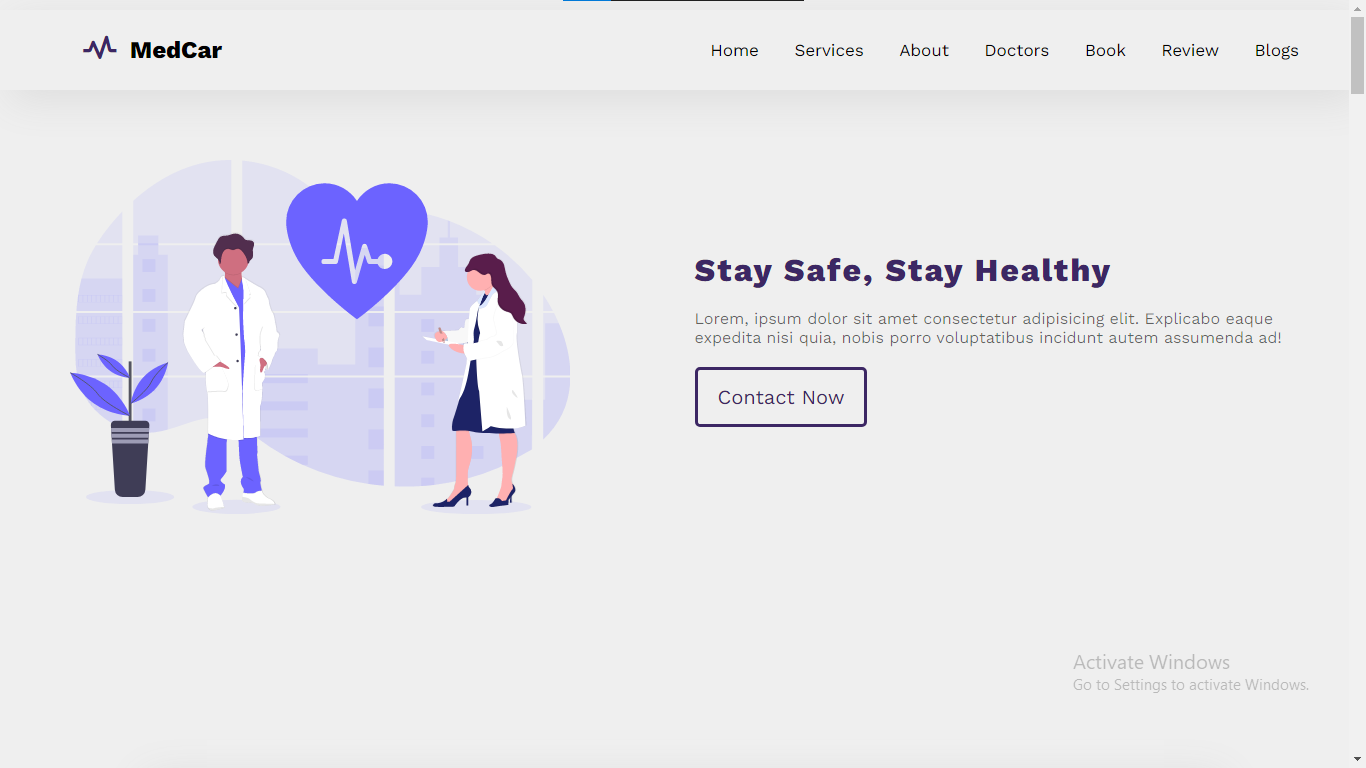 MedCar
Home Services About Doctors Book Review Blogs
Stay Safe, Stay Healthy
Lorem, ipsum dolor sit amet consectetur adipisicing elit. Explicabo eaque
expedita nisi quia, nobis porro voluptatibus incidunt autem assumenda ad!
Contact Now
Activate Windows
Go to Settings to activate Windows.